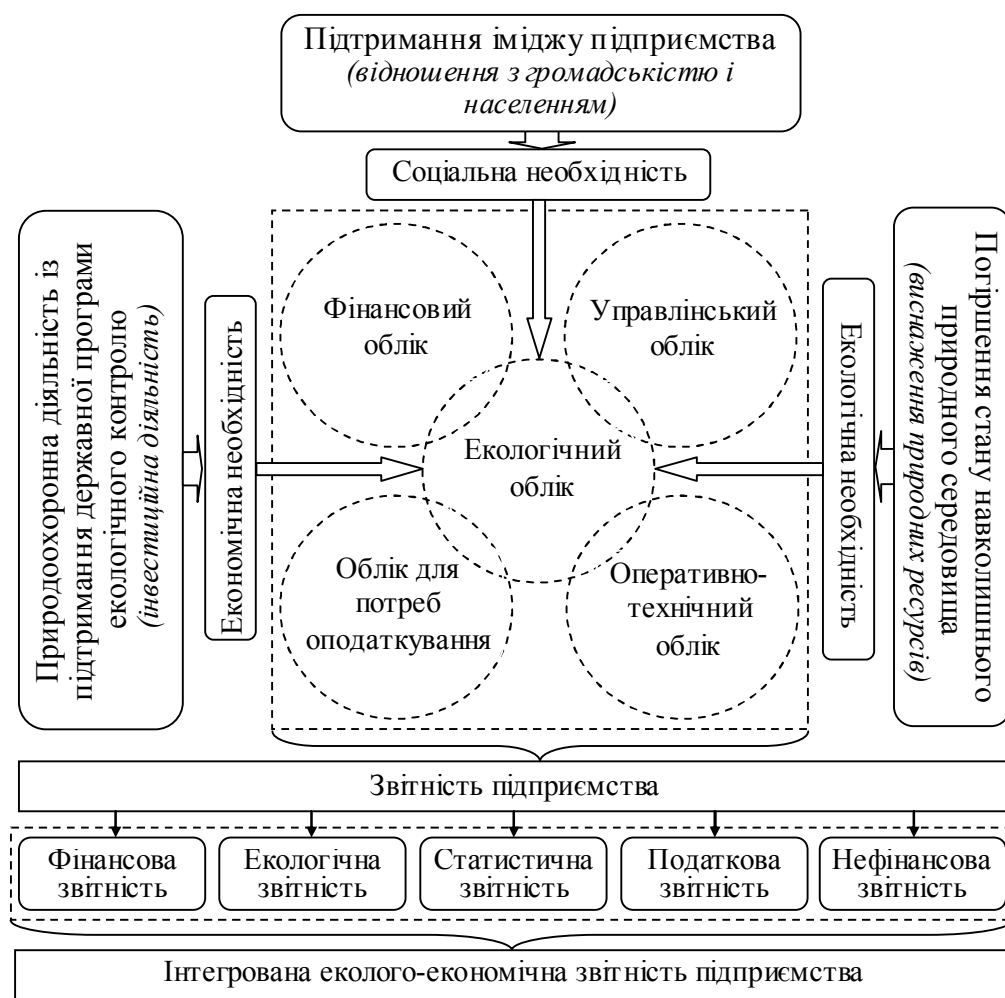 Підтримання іміджу підприємства
(відношення з громадськістю і
населенням)
Соціальна необхідність
Природоохоронна діяльність із
підтримання державної програми
екологічного контролю
(інвестиційна діяльність)
Економічна необхідність
Фінансовий
облік
Управлінський
облік
Екологічний
облік
Облік для
потреб
оподаткування
Оперативно-
технічний
облік
Екологічна необхідність
Погіршення стану навколишнього
природного середовища
(виснаження природних ресурсів)
Звітність підприємства
Фінансова
звітність
Екологічна
звітність
Статистична
звітність
Податкова
звітність
Нефінансова
звітність
Інтегрована еколого-економічна звітність підприємства